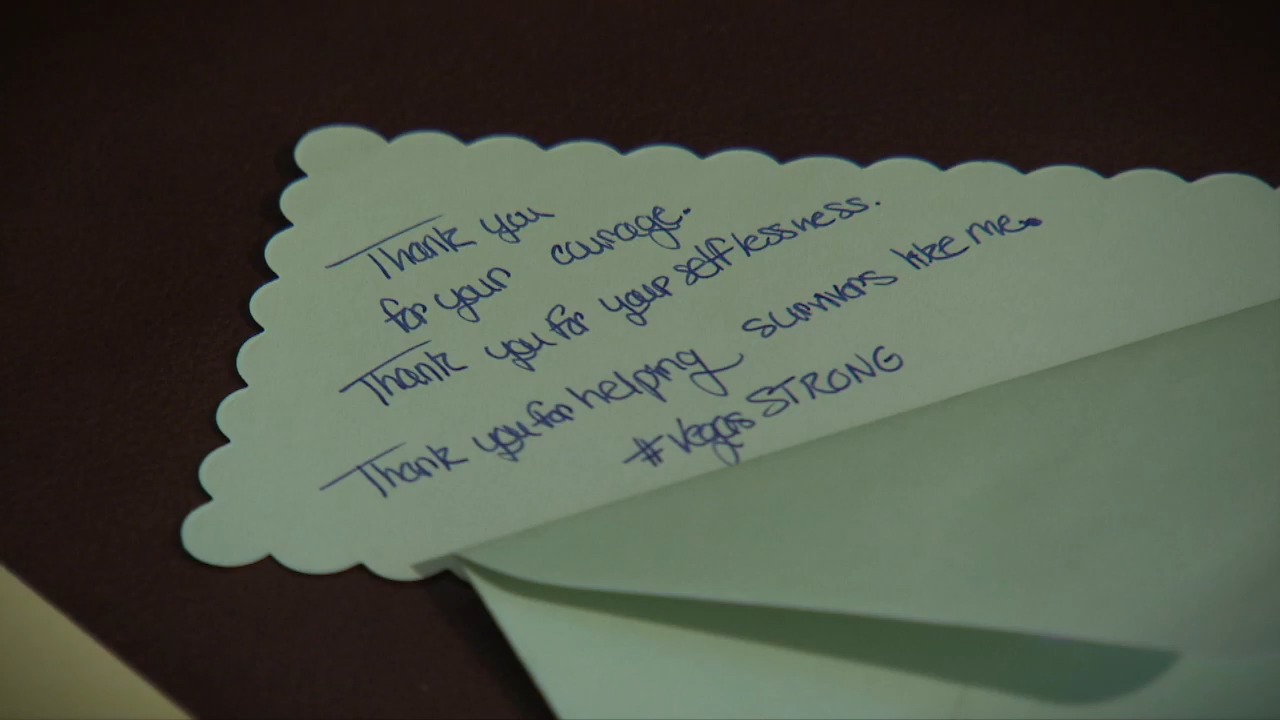 Thank you
for your courage.
Thank you for your selflessness.
Thank you for helping survivors like me.
#Vegas STRONG